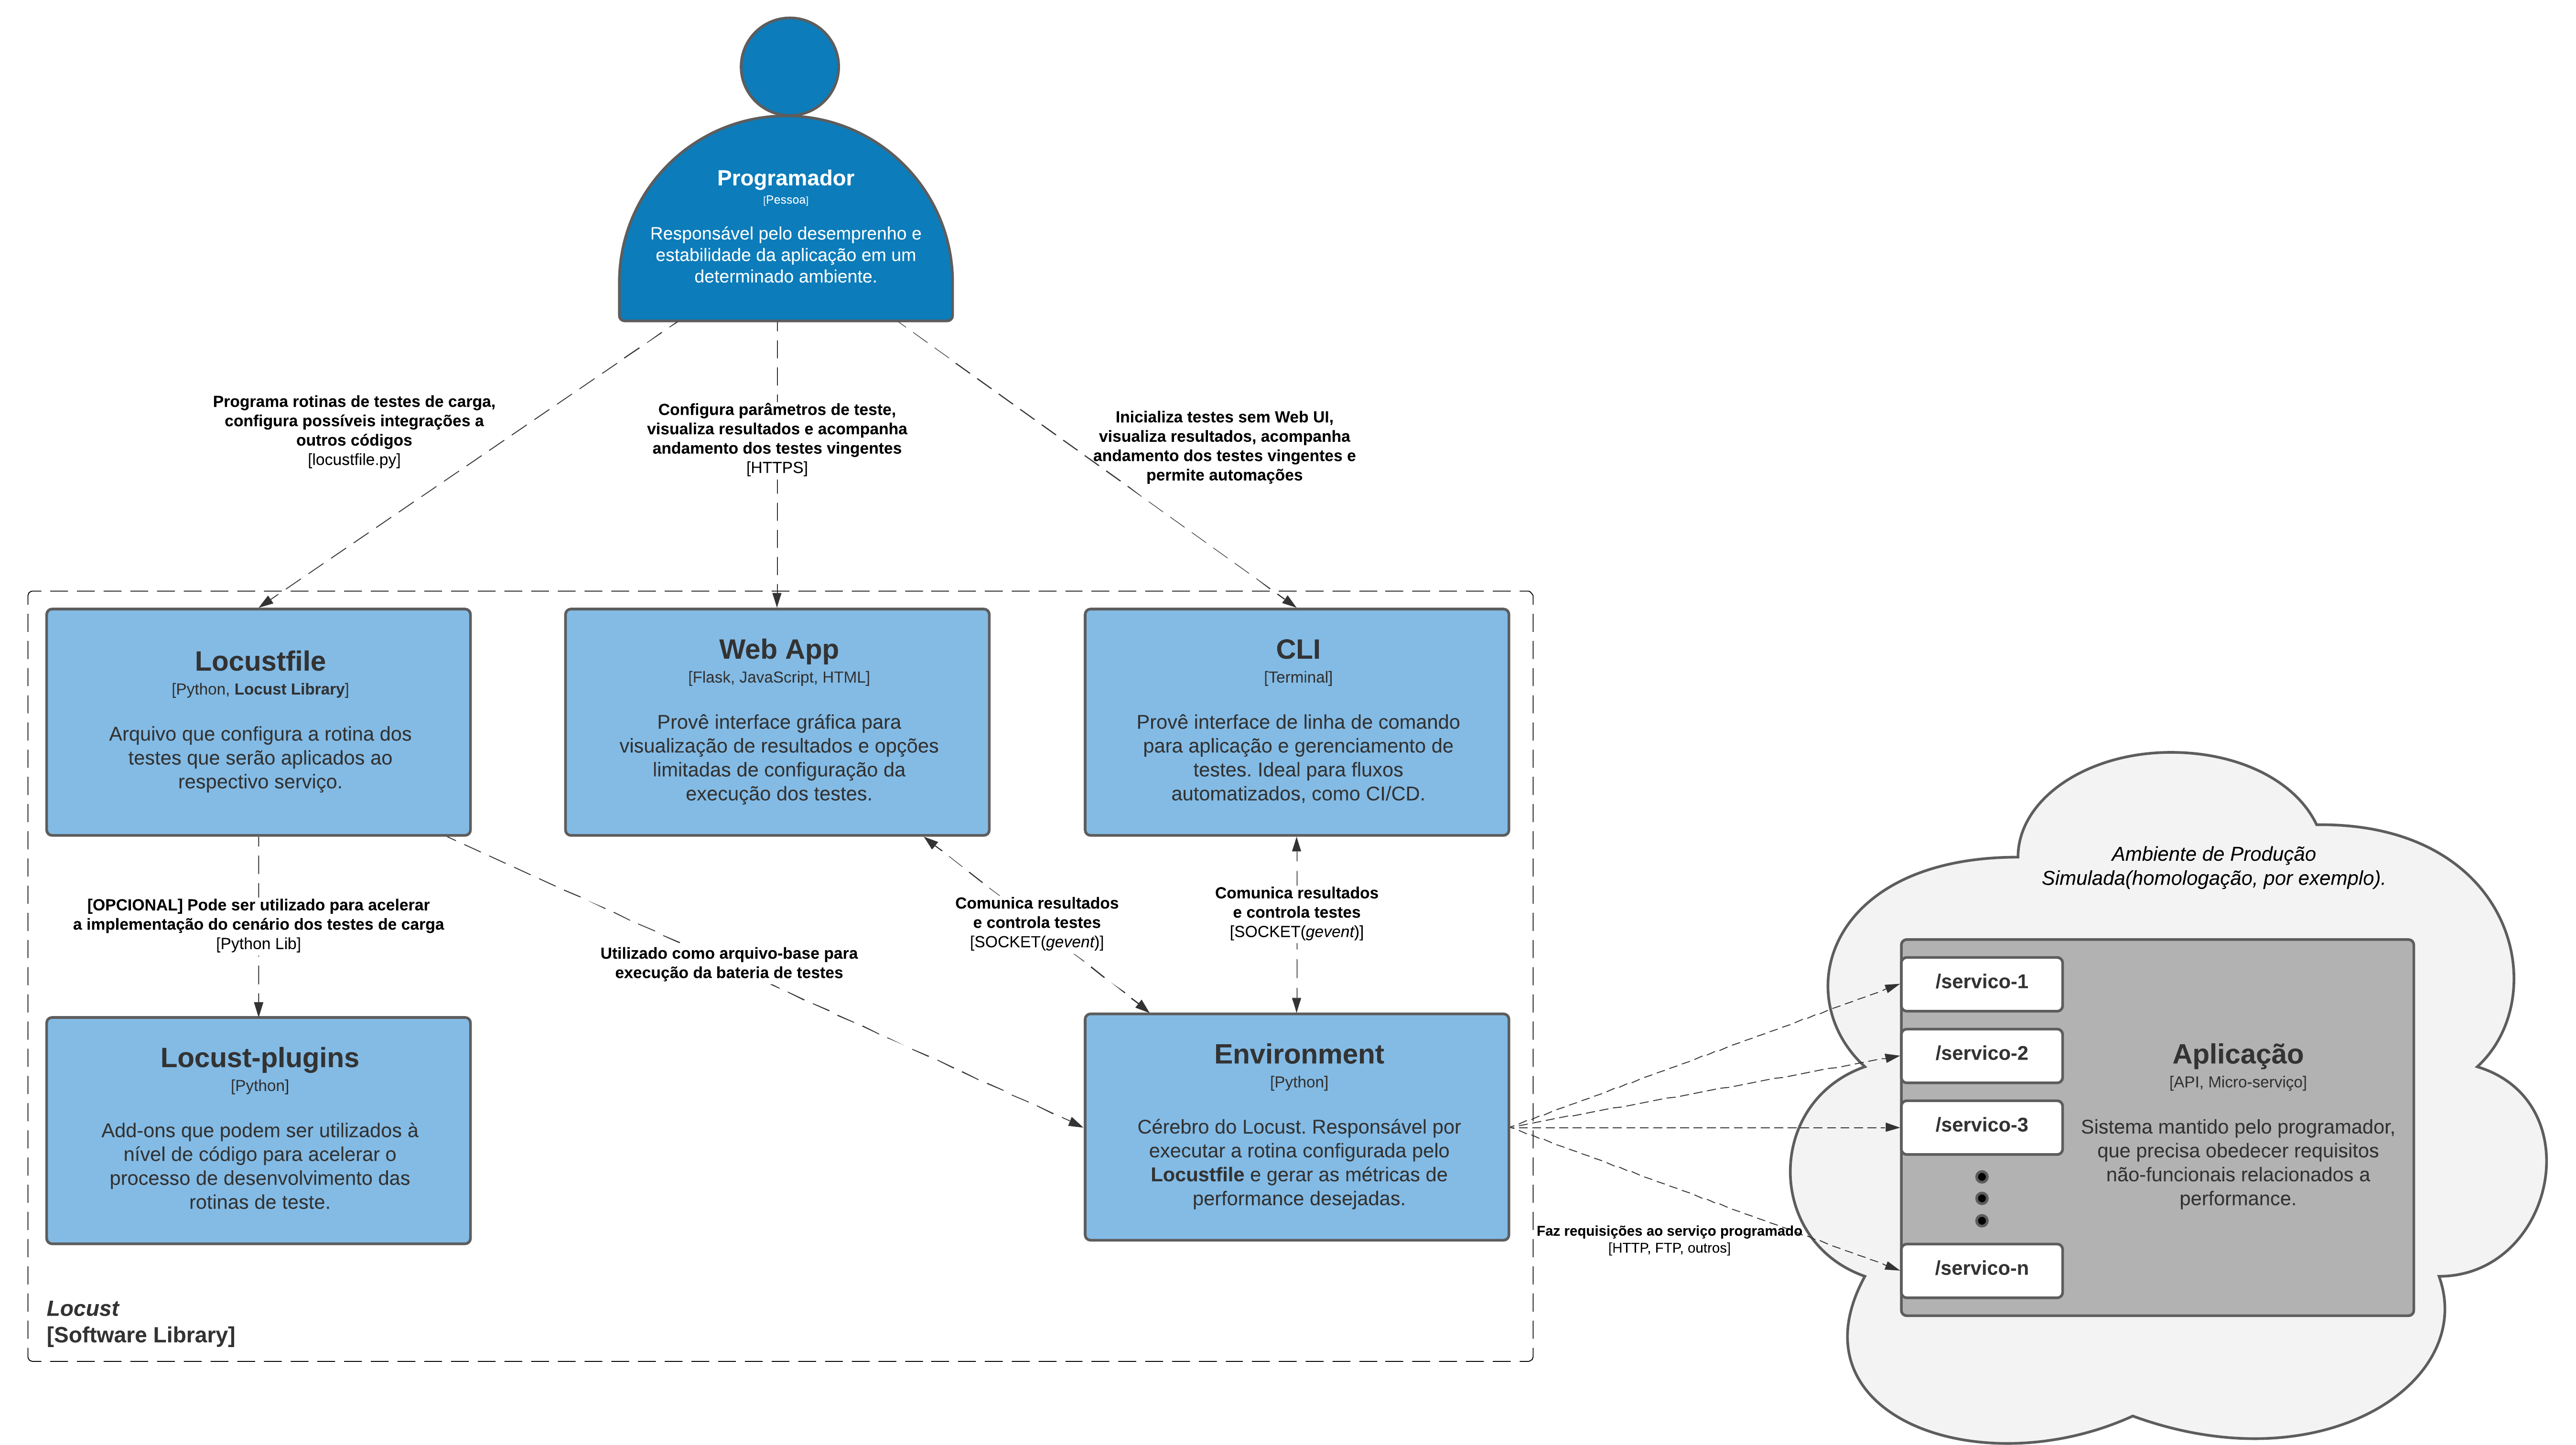 Programador
[Pessoa]
Responsável pelo desemprenho e
estabilidade da aplicação em um
determinado ambiente.
Programa rotinas de testes de carga,
configura possíveis integrações a
outros códigos
[locustfile.py]
Configura parâmetros de teste,
visualiza resultados e acompanha
andamento dos testes vingentes
[HTTPS]
Inicializa testes sem Web UI,
visualiza resultados, acompanha
andamento dos testes vingentes e
permite automações
Locustfile
[Python, Locust Library]
Arquivo que configura a rotina dos
testes que serão aplicados ao
respectivo serviço.
Web App
[Flask, JavaScript, HTML]
Provê interface gráfica para
visualização de resultados e opções
limitadas de configuração da
execução dos testes.
CLI
[Terminal]
Provê interface de linha de comando
para aplicação e gerenciamento de
testes. Ideal para fluxos
automatizados, como CI/CD.
[OPCIONAL] Pode ser utilizado para acelerar
a implementação do cenário dos testes de carga
[Python Lib]
Utilizado como arquivo-base para
execução da bateria de testes
Comunica resultados
e controla testes
[SOCKET(gevent)]
Comunica resultados
e controla testes
[SOCKET(gevent)]
Locust-plugins
[Python]
Add-ons que podem ser utilizados à
nível de código para acelerar o
processo de desenvolvimento das
rotinas de teste.
Environment
[Python]
Cérebro do Locust. Responsável por
executar a rotina configurada pelo
Locustfile e gerar as métricas de
performance desejadas.
Locust
[Software Library]
Faz requisições ao serviço programado
[HTTP, FTP, outros]
Ambiente de Produção
Simulada(homologação, por exemplo).
/servico-1
/servico-2
/servico-3
/servico-n
Aplicação
[API, Micro-serviço]
Sistema mantido pelo programador,
que precisa obedecer requisitos
não-funcionais relacionados a
performance.